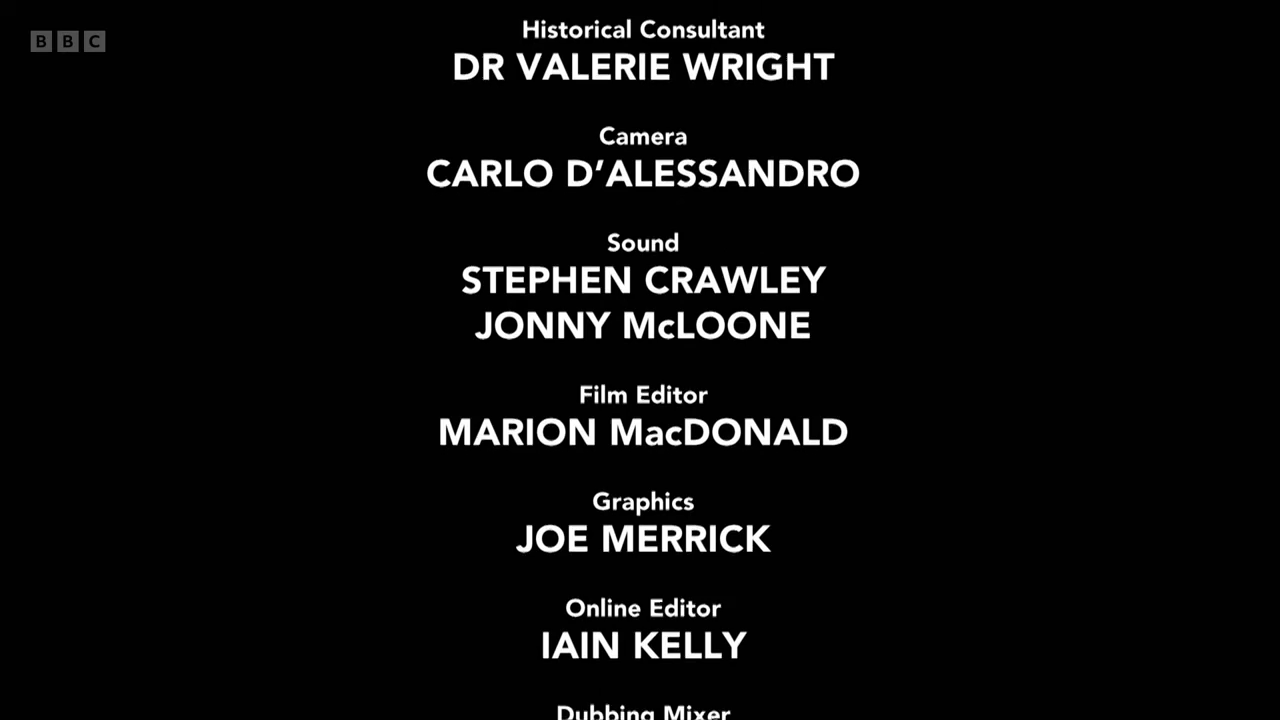 BBC
Historical Consultant
DR VALERIE WRIGHT
Camera
CARLO D'ALESSANDRO
Sound
STEPHEN CRAWLEY
JONNY McLOONE
Film Editor
MARION MacDONALD
Graphics
JOE MERRICK
Online Editor
IAIN KELLY
Dubbing Mixer